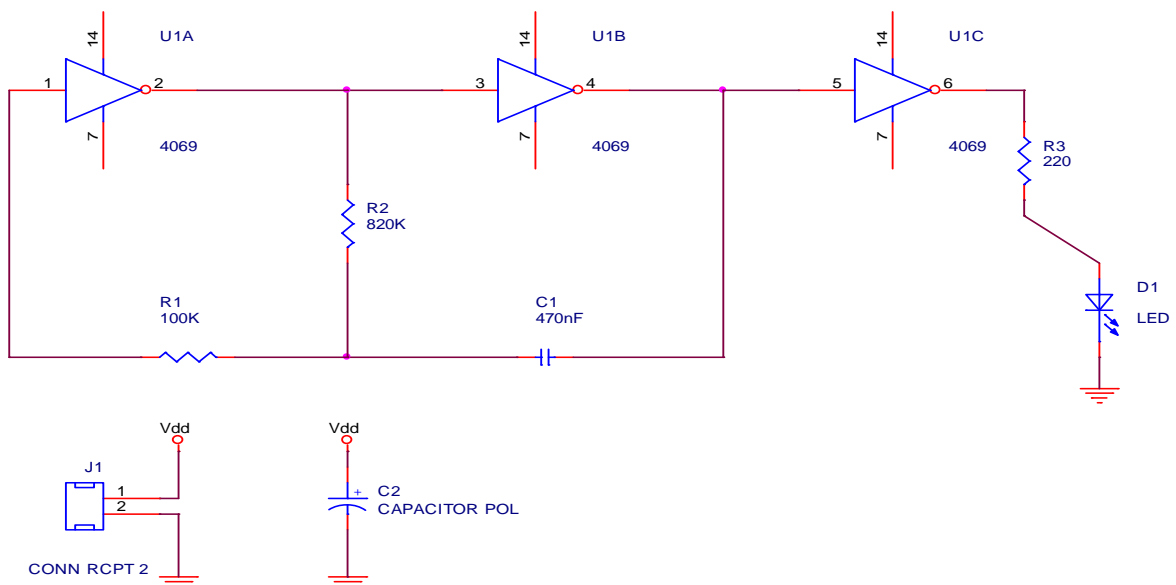 14 U1A 14 U1B 14 U1C
1 2 3 4 5 6
7 4069 7 4069 7 4069
R3
220
R2
820K
R1
100K
C1
470nF
D1
LED
Vdd Vdd
J1
1
2
C2
+
CAPACITOR POL
CONN RCPT 2